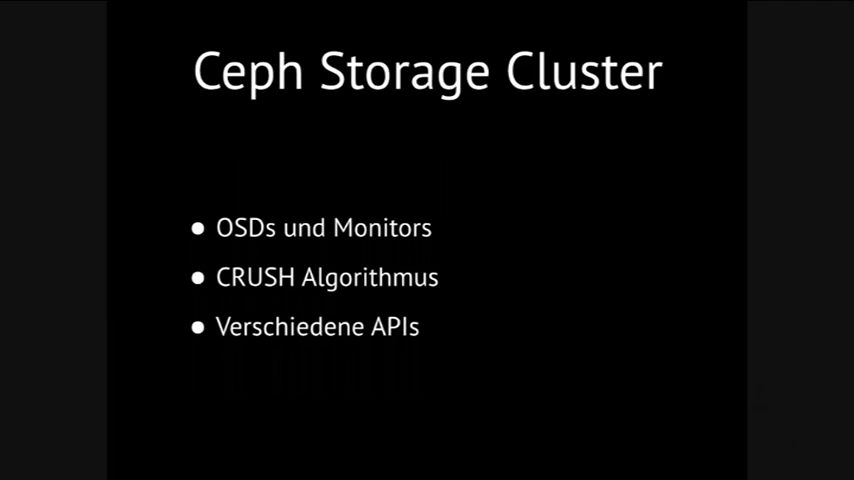 Ceph Storage Cluster
• OSDs und Monitors
• CRUSH Algorithmus
• Verschiedene APIs